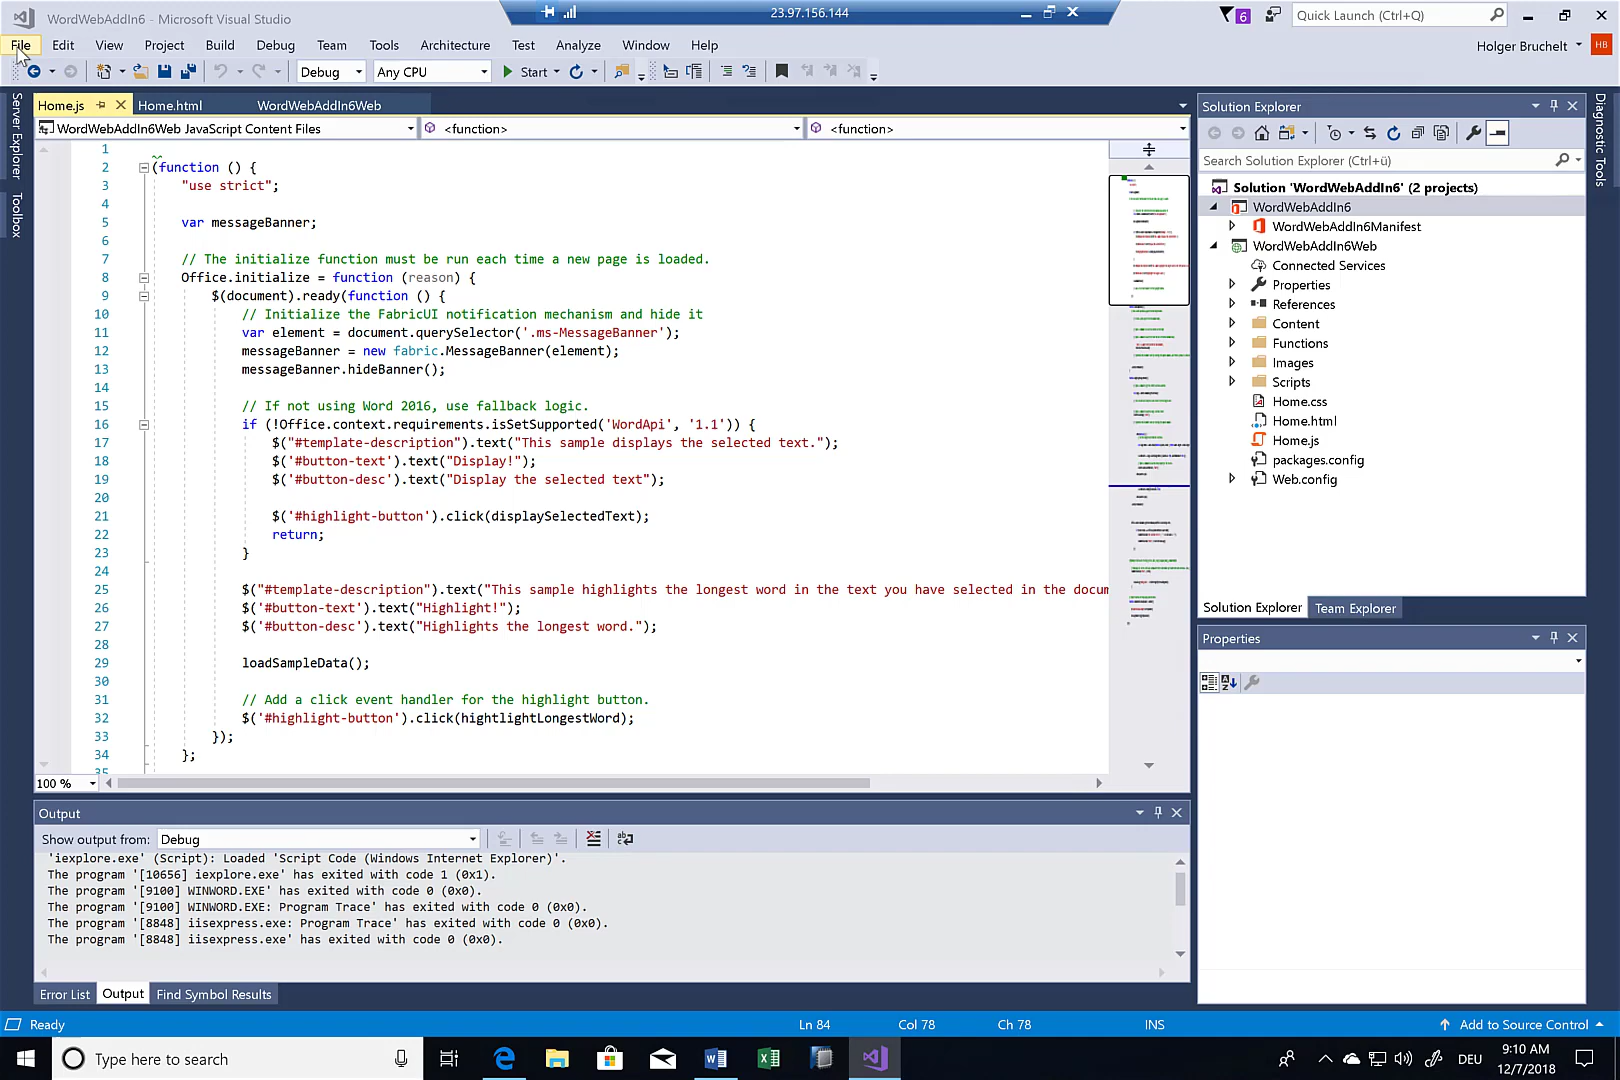 WordWebAddIn6 - Microsoft Visual Studio
23.97.156.144
6
Quick Launch (Ctrl+Q)
File Edit View Project Build Debug Team Tools Architecture Test Analyze Window Help
Holger Bruchelt
HB
Debug
Any CPU
Start
Server Explorer
Toolbox
Home.js
Home.html
WordWebAddIn6Web
WordWebAddIn6Web JavaScript Content Files
<function>
<function>
1
2 (function () {
3 "use strict";
4
5 var messageBanner;
6
7 // The initialize function must be run each time a new page is loaded.
8 Office.initialize = function (reason) {
9 $(document).ready(function () {
10 // Initialize the FabricUI notification mechanism and hide it
11 var element = document.querySelector('.ms-MessageBanner');
12 messageBanner = new fabric.MessageBanner(element);
13 messageBanner.hideBanner();
14
15 // If not using Word 2016, use fallback logic.
16 if (!Office.context.requirements.isSetSupported('WordApi', '1.1')) {
17 $("#template-description").text("This sample displays the selected text.");
18 $('#button-text').text("Display!");
19 $('#button-desc').text("Display the selected text");
20
21 $('#highlight-button').click(displaySelectedText);
22 return;
23 }
24
25 $("#template-description").text("This sample highlights the longest word in the text you have selected in the docum
26 $('#button-text').text("Highlight!");
27 $('#button-desc').text("Highlights the longest word.");
28
29 loadSampleData();
30
31 // Add a click event handler for the highlight button.
32 $('#highlight-button').click(hightlightLongestWord);
33 });
34 };
35
100 %
Output
Show output from: Debug
'iexplore.exe' (Script): Loaded 'Script Code (Windows Internet Explorer)'.
The program '[10656] iexplore.exe' has exited with code 1 (0x1).
The program '[9100] WINWORD.EXE' has exited with code 0 (0x0).
The program '[9100] WINWORD.EXE: Program Trace' has exited with code 0 (0x0).
The program '[8848] iisexpress.exe: Program Trace' has exited with code 0 (0x0).
The program '[8848] iisexpress.exe' has exited with code 0 (0x0).
Error List
Output
Find Symbol Results
Solution Explorer
Search Solution Explorer (Ctrl+ü)
Solution 'WordWebAddIn6' (2 projects)
WordWebAddIn6
WordWebAddIn6Manifest
WordWebAddIn6Web
Connected Services
Properties
References
Content
Functions
Images
Scripts
Home.css
Home.html
Home.js
packages.config
Web.config
Solution Explorer
Team Explorer
Properties
Diagnostic Tools
Ready
Ln 84
Col 78
Ch 78
INS
Add to Source Control
Type here to search
DEU
9:10 AM
12/7/2018